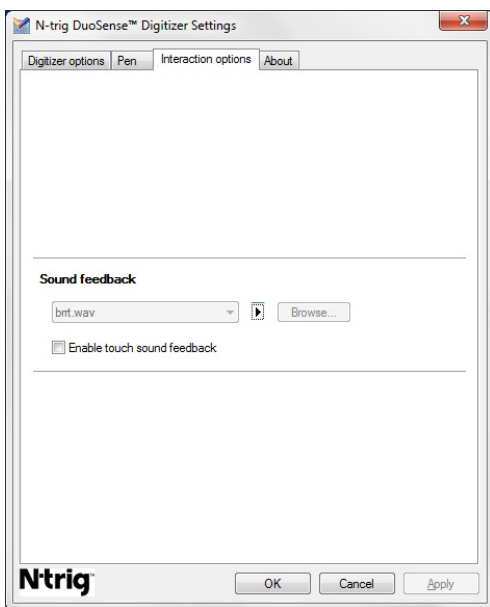 N-trig DuoSense™ Digitizer Settings
Digitizer options Pen Interaction options About
Sound feedback
brrt.wav Browse...
Enable touch sound feedback
N-trig
OK Cancel Apply